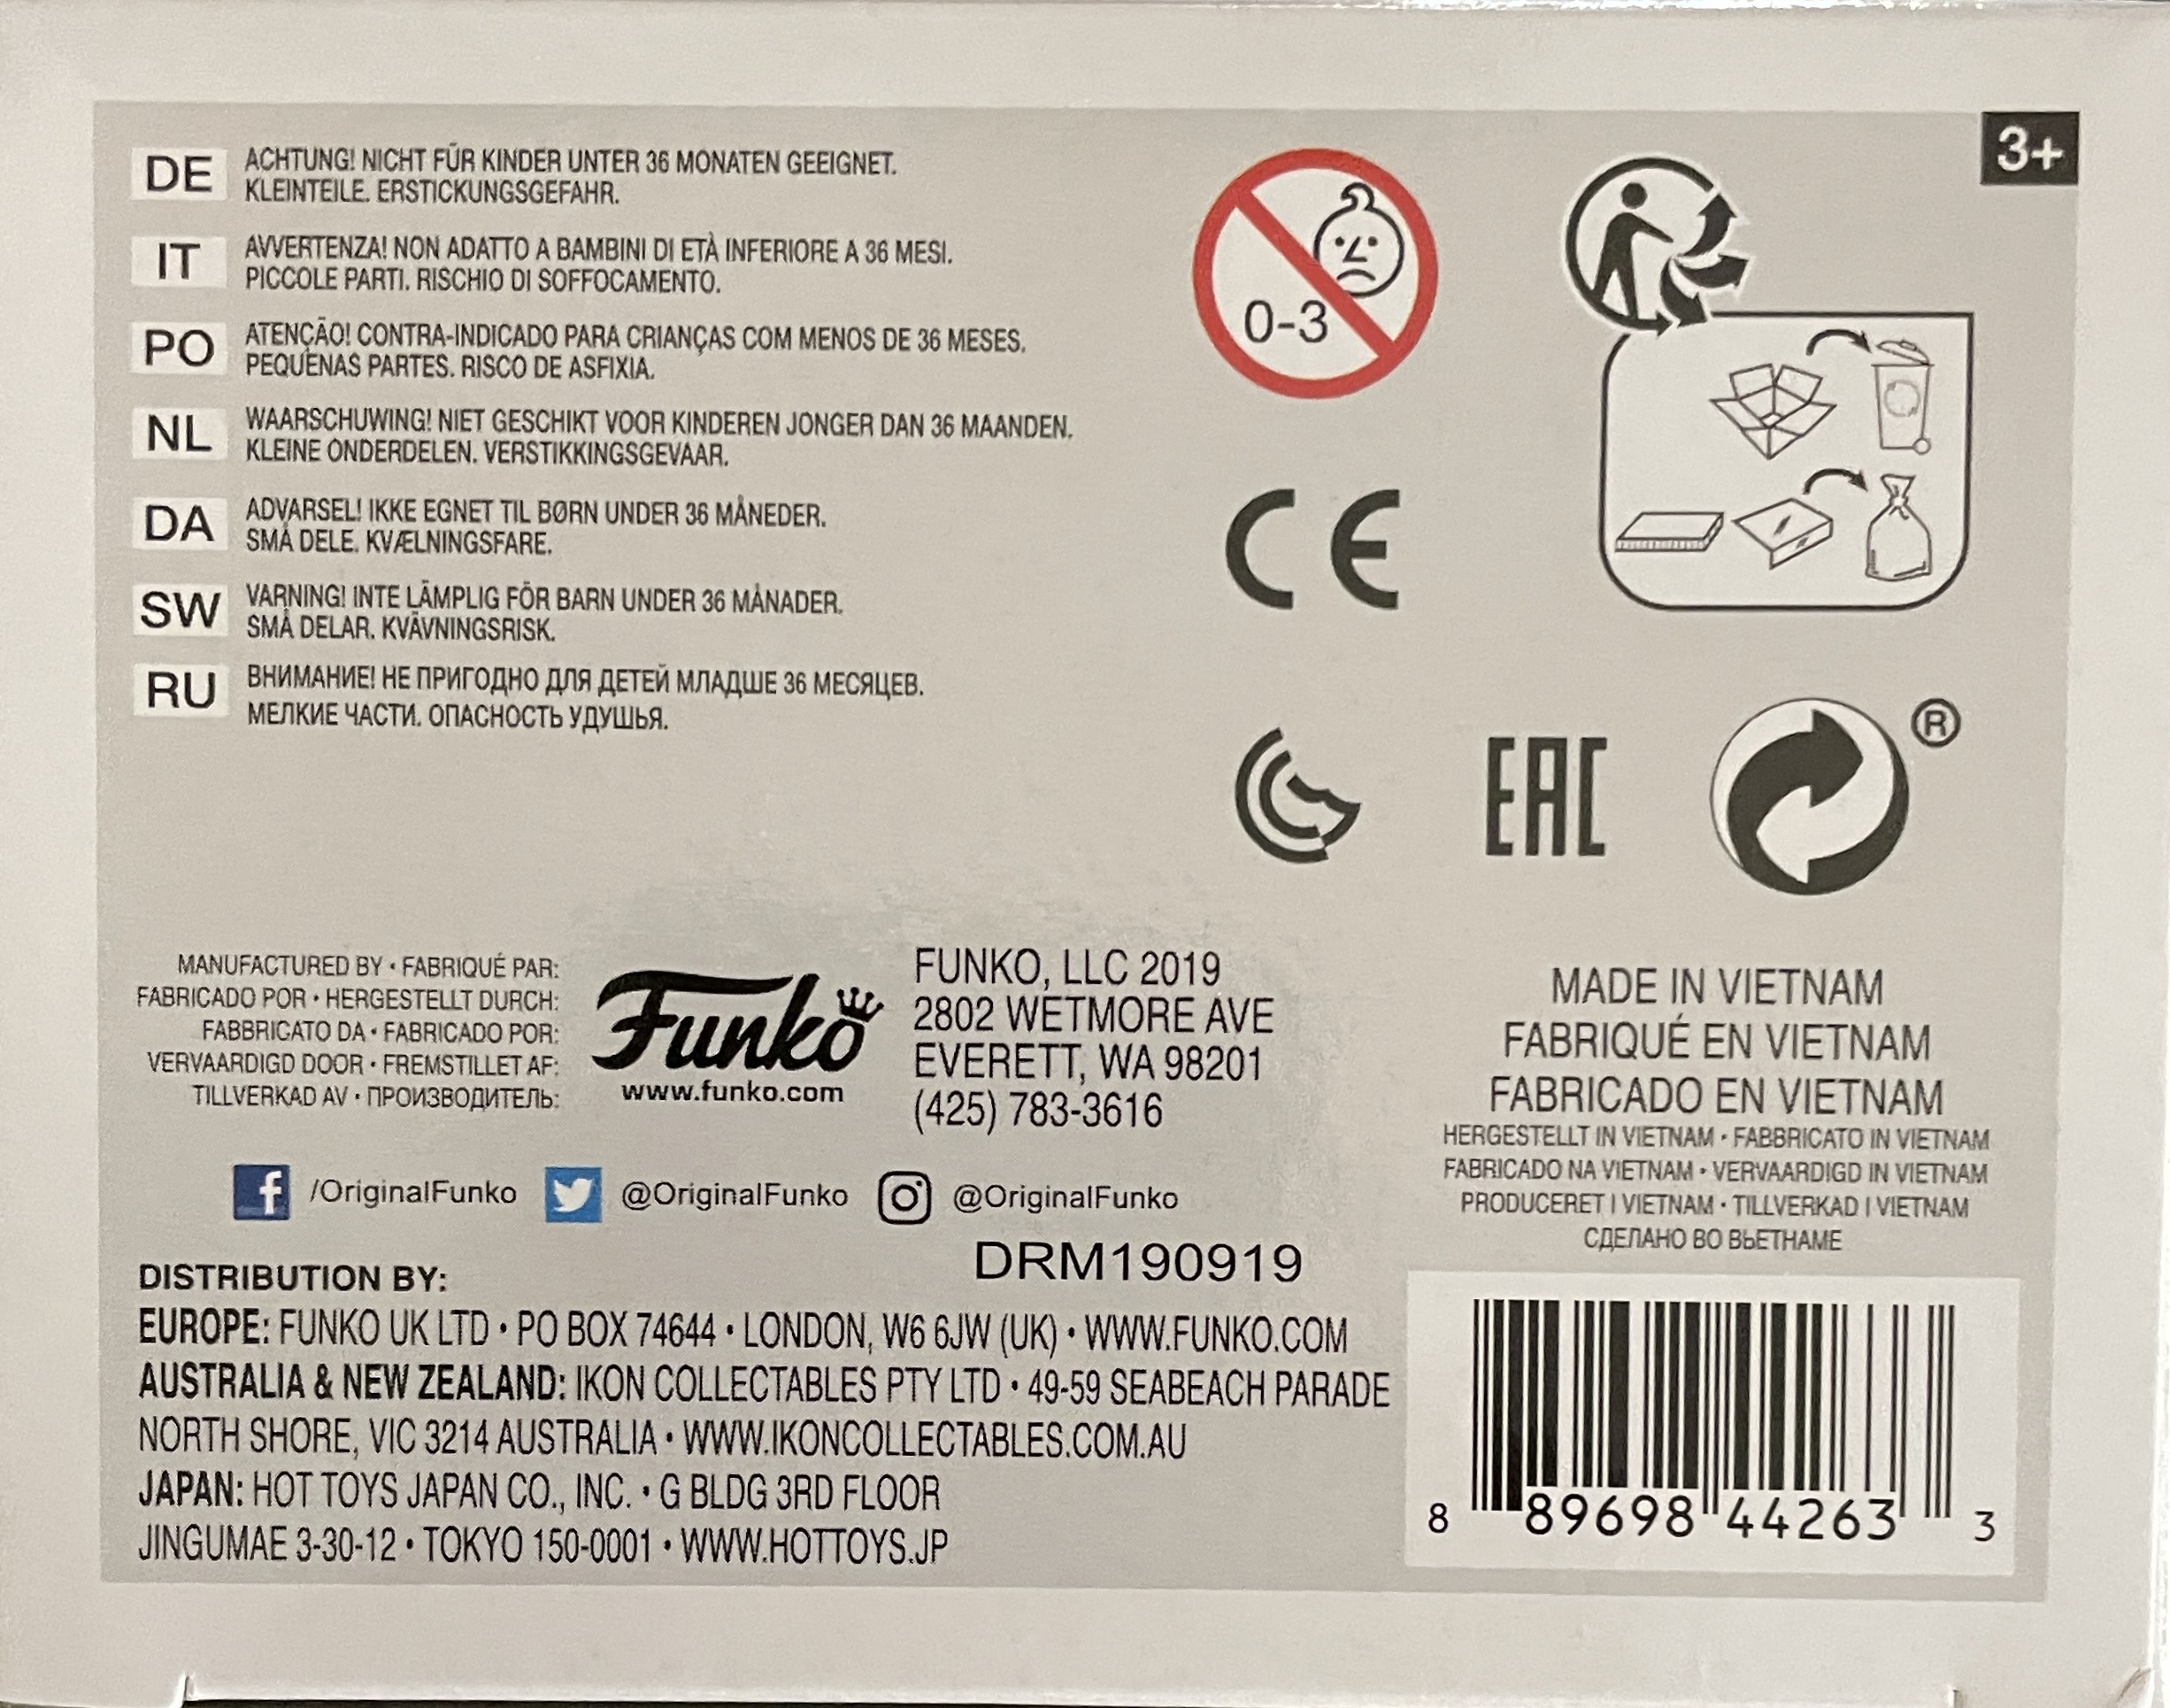 3+
DE
ACHTUNG! NICHT FÜR KINDER UNTER 36 MONATEN GEEIGNET.
KLEINTEILE. ERSTICKUNGSGEFAHR.
IT
AVVERTENZA! NON ADATTO A BAMBINI DI ETÀ INFERIORE A 36 MESI.
PICCOLE PARTI. RISCHIO DI SOFFOCAMENTO.
PO
ATENÇÃO! CONTRA-INDICADO PARA CRIANÇAS COM MENOS DE 36 MESES.
PEQUENAS PARTES. RISCO DE ASFIXIA.
NL
WAARSCHUWING! NIET GESCHIKT VOOR KINDEREN JONGER DAN 36 MAANDEN.
KLEINE ONDERDELEN. VERSTIKKINGSGEVAAR.
DA
ADVARSEL! IKKE EGNET TIL BØRN UNDER 36 MÅNEDER.
SMÅ DELE. KVÆLNINGSFARE.
SW
VARNING! INTE LÄMPLIG FÖR BARN UNDER 36 MÅNADER.
SMÅ DELAR. KVÄVNINGSRISK.
RU
ВНИМАНИЕ! НЕ ПРИГОДНО ДЛЯ ДЕТЕЙ МЛАДШЕ 36 МЕСЯЦЕВ.
МЕЛКИЕ ЧАСТИ. ОПАСНОСТЬ УДУШЬЯ.
0-3
CE
EAC
®
MANUFACTURED BY • FABRIQUÉ PAR:
FABRICADO POR • HERGESTELLT DURCH:
FABBRICATO DA • FABRICADO POR:
VERVAARDIGD DOOR • FREMSTILLET AF:
TILLVERKAD AV • ПРОИЗВОДИТЕЛЬ:
Funko
www.funko.com
FUNKO, LLC 2019
2802 WETMORE AVE
EVERETT, WA 98201
(425) 783-3616
MADE IN VIETNAM
FABRIQUÉ EN VIETNAM
FABRICADO EN VIETNAM
HERGESTELLT IN VIETNAM • FABBRICATO IN VIETNAM
FABRICADO NA VIETNAM • VERVAARDIGD IN VIETNAM
PRODUCERET I VIETNAM • TILLVERKAD I VIETNAM
СДЕЛАНО ВО ВЬЕТНАМЕ
f /OriginalFunko @OriginalFunko @OriginalFunko
DRM190919
DISTRIBUTION BY:
EUROPE: FUNKO UK LTD • PO BOX 74644 • LONDON, W6 6JW (UK) • WWW.FUNKO.COM
AUSTRALIA & NEW ZEALAND: IKON COLLECTABLES PTY LTD • 49-59 SEABEACH PARADE
NORTH SHORE, VIC 3214 AUSTRALIA • WWW.IKONCOLLECTABLES.COM.AU
JAPAN: HOT TOYS JAPAN CO., INC. • G BLDG 3RD FLOOR
JINGUMAE 3-30-12 • TOKYO 150-0001 • WWW.HOTTOYS.JP
8 89698 44263 3